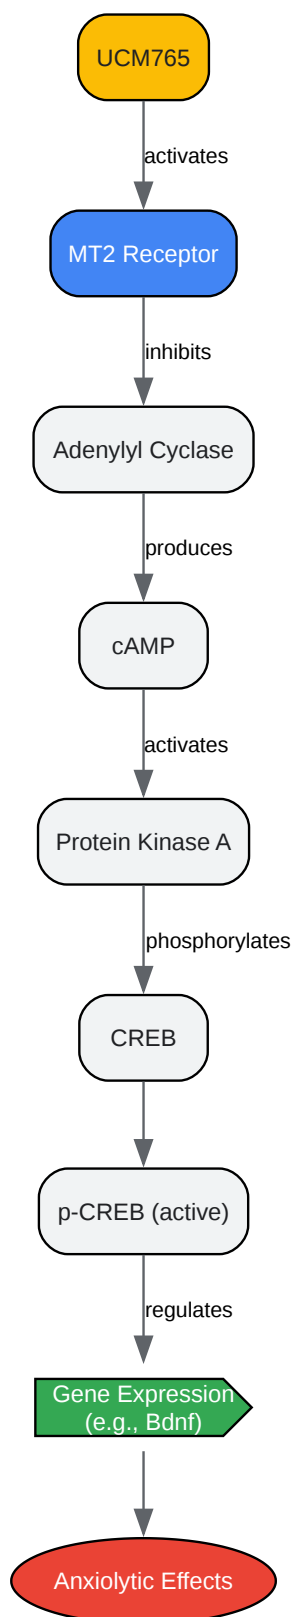 UCM765
activates
MT2 Receptor
inhibits
Adenylyl Cyclase
produces
cAMP
activates
Protein Kinase A
phosphorylates
CREB
p-CREB (active)
regulates
Gene Expression
(e.g., Bdnf)
Anxiolytic Effects